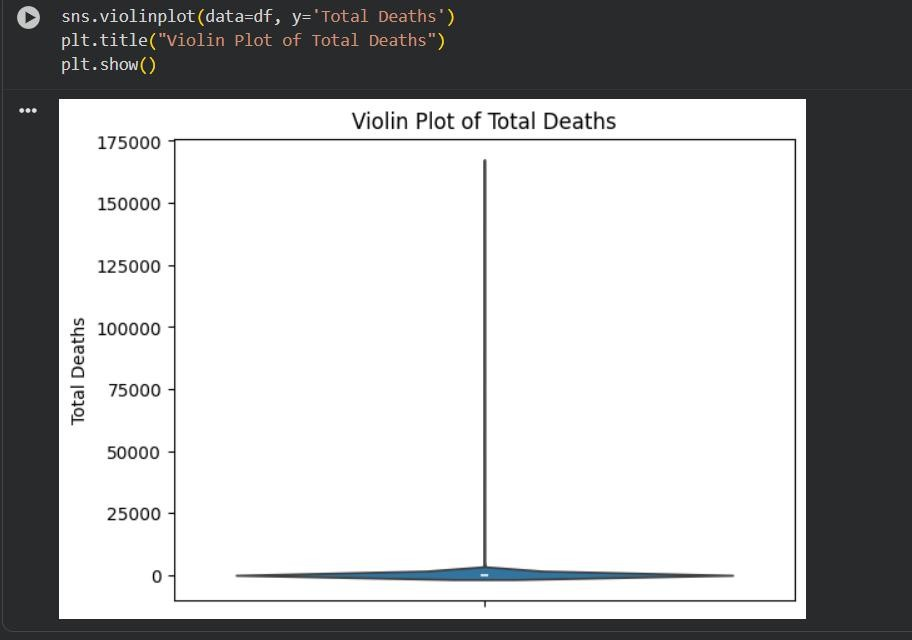 sns.violinplot(data=df, y='Total Deaths')
plt.title("Violin Plot of Total Deaths")
plt.show()
Violin Plot of Total Deaths
175000
150000
125000
100000
75000
50000
25000
0
Total Deaths